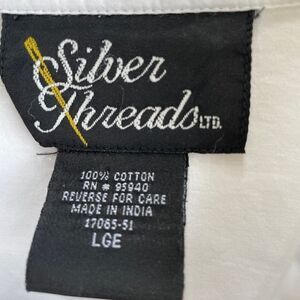 Silver
Threads LTD.
100% COTTON
RN # 95940
REVERSE FOR CARE
MADE IN INDIA
17065-51
LGE